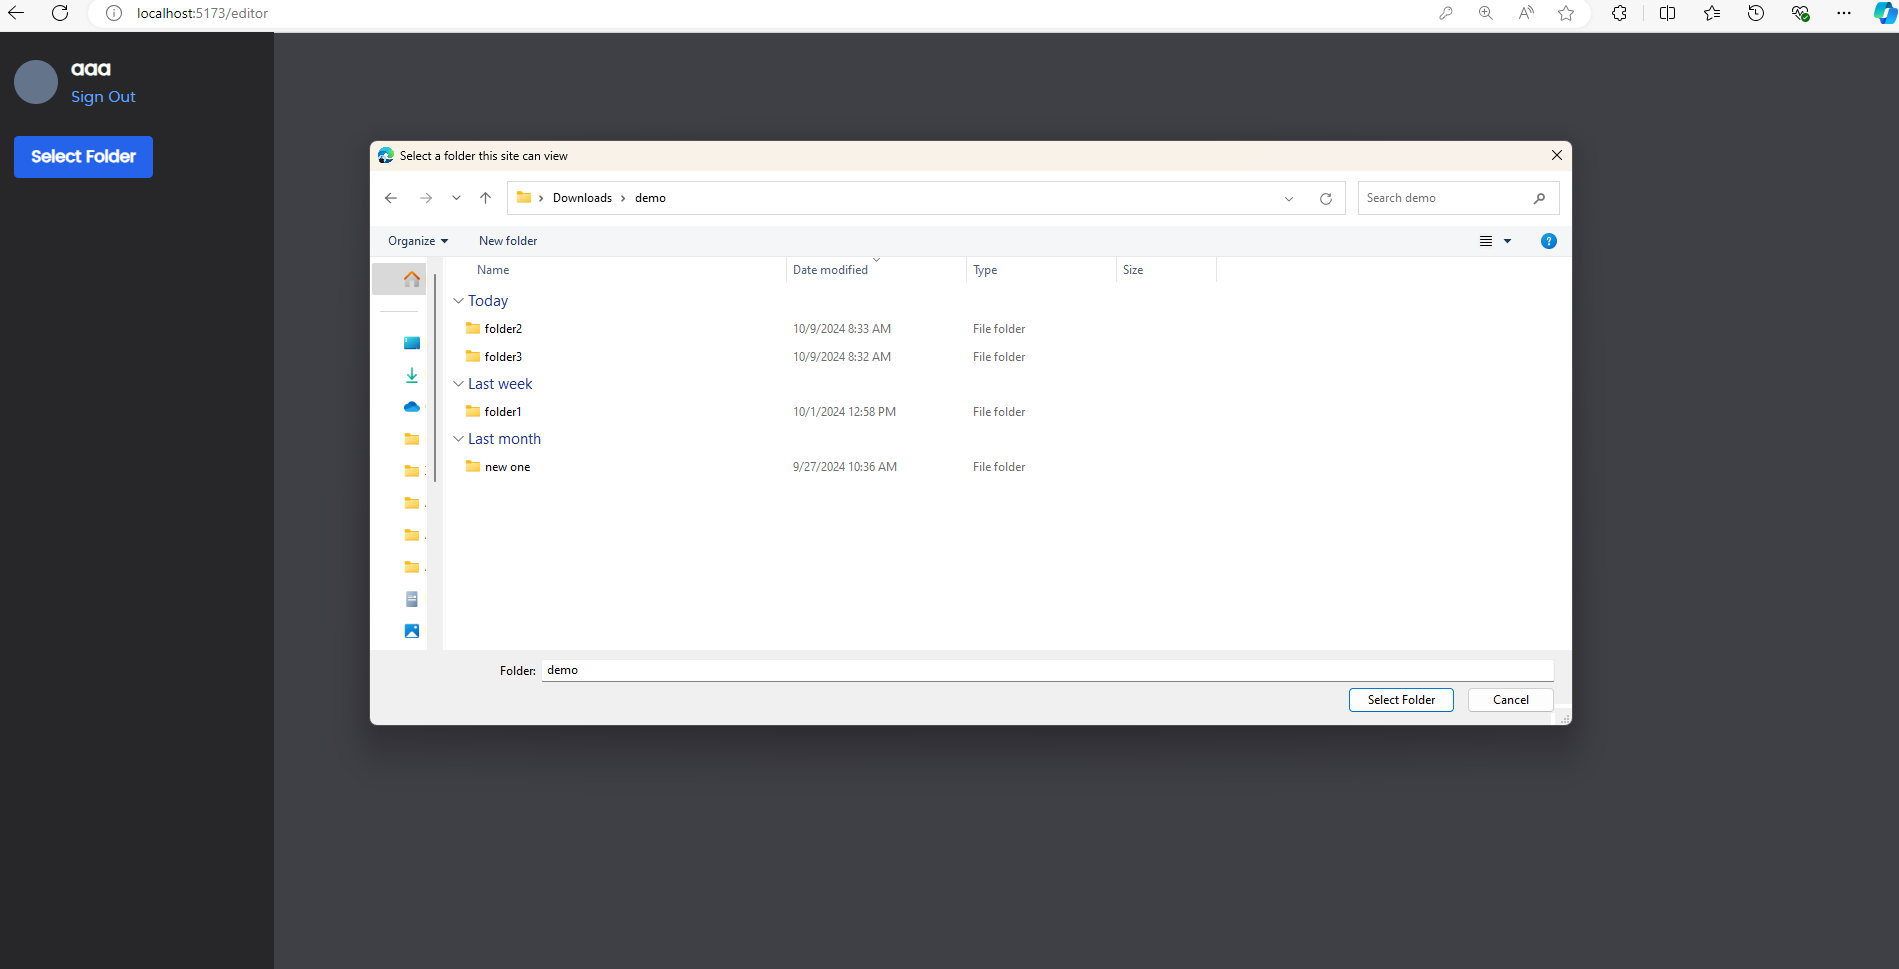 localhost:5173/editor
aaa
Sign Out
Select Folder
Select a folder this site can view
Downloads > demo
Search demo
Organize
New folder
Name Date modified Type Size
Today
folder2 10/9/2024 8:33 AM File folder
folder3 10/9/2024 8:32 AM File folder
Last week
folder1 10/1/2024 12:58 PM File folder
Last month
new one 9/27/2024 10:36 AM File folder
Folder: demo
Select Folder Cancel